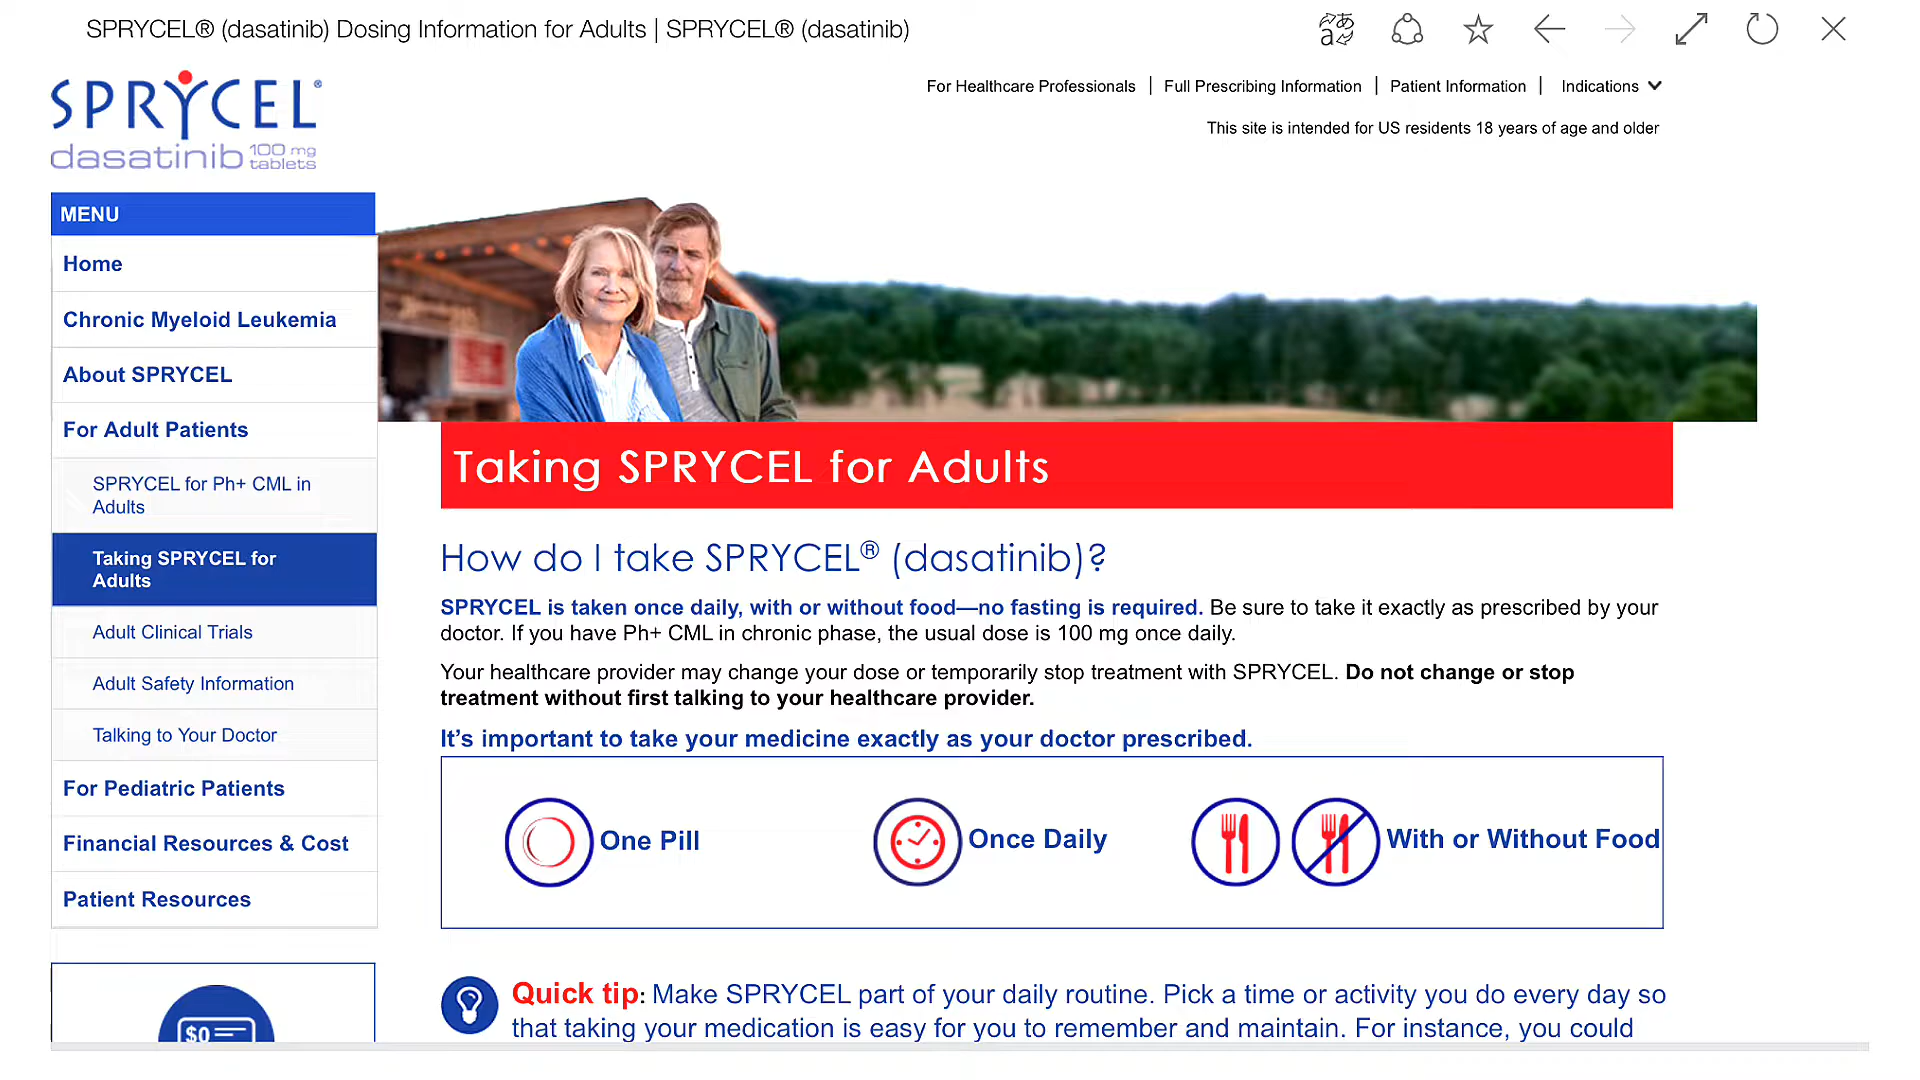 SPRYCEL® (dasatinib) Dosing Information for Adults | SPRYCEL® (dasatinib)
SPRYCEL®
dasatinib 100 mg tablets
For Healthcare Professionals | Full Prescribing Information | Patient Information | Indications
This site is intended for US residents 18 years of age and older
MENU
Home
Chronic Myeloid Leukemia
About SPRYCEL
For Adult Patients
SPRYCEL for Ph+ CML in
Adults
Taking SPRYCEL for
Adults
Adult Clinical Trials
Adult Safety Information
Talking to Your Doctor
For Pediatric Patients
Financial Resources & Cost
Patient Resources
$0
Taking SPRYCEL for Adults
How do I take SPRYCEL® (dasatinib)?
SPRYCEL is taken once daily, with or without food—no fasting is required. Be sure to take it exactly as prescribed by your
doctor. If you have Ph+ CML in chronic phase, the usual dose is 100 mg once daily.
Your healthcare provider may change your dose or temporarily stop treatment with SPRYCEL. Do not change or stop
treatment without first talking to your healthcare provider.
It's important to take your medicine exactly as your doctor prescribed.
One Pill
Once Daily
With or Without Food
Quick tip: Make SPRYCEL part of your daily routine. Pick a time or activity you do every day so
that taking your medication is easy for you to remember and maintain. For instance, you could